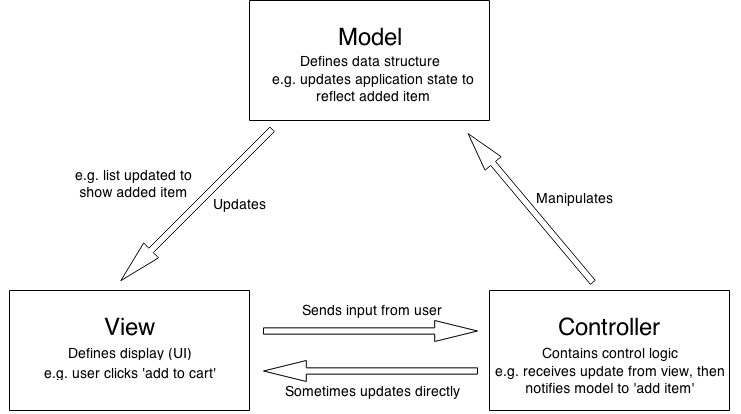 Model
Defines data structure
e.g. updates application state to
reflect added item
e.g. list updated to
show added item
Updates
Manipulates
View
Defines display (UI)
e.g. user clicks 'add to cart'
Sends input from user
Sometimes updates directly
Controller
Contains control logic
e.g. receives update from view, then
notifies model to 'add item'